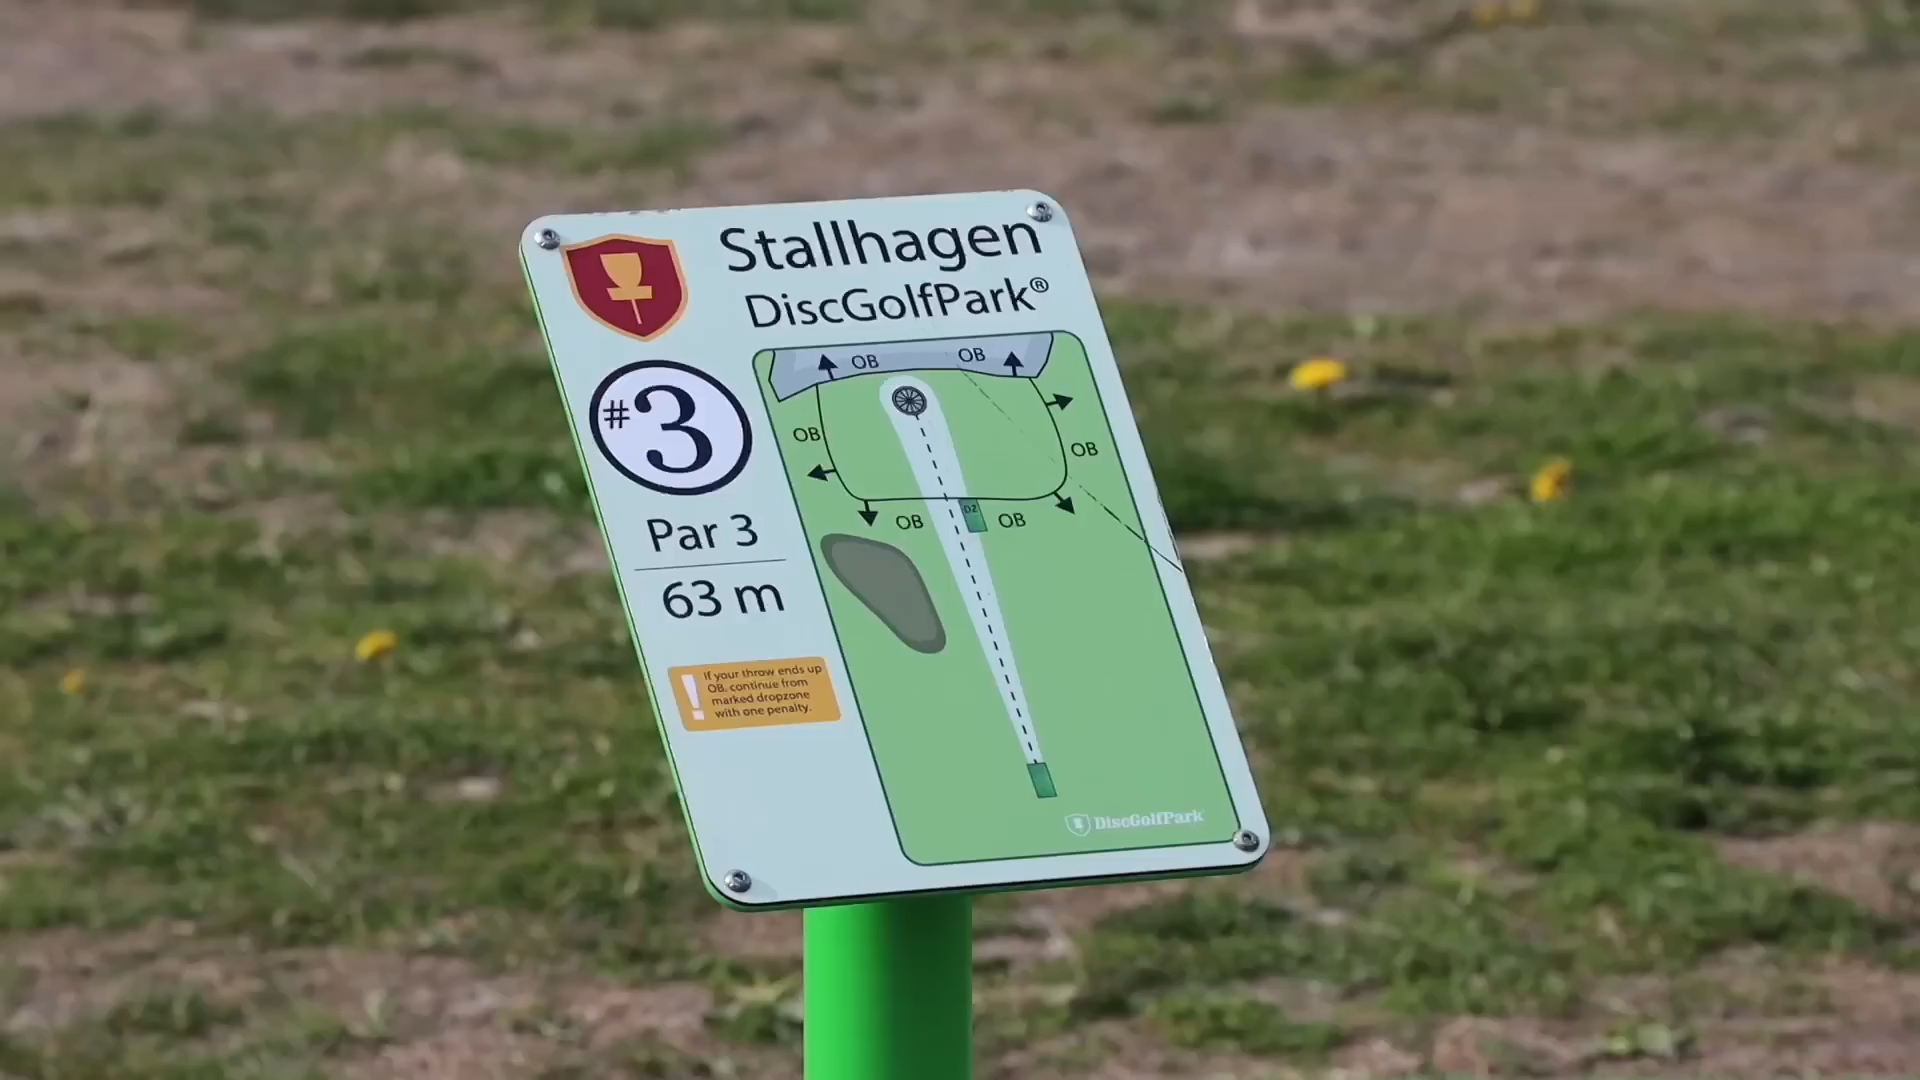 Stallhagen
DiscGolfPark®
#3
Par 3
63 m
If your throw ends up
OB, continue from
marked dropzone
with one penalty.
OB
OB
OB
OB
OB
DZ
OB
DiscGolfPark